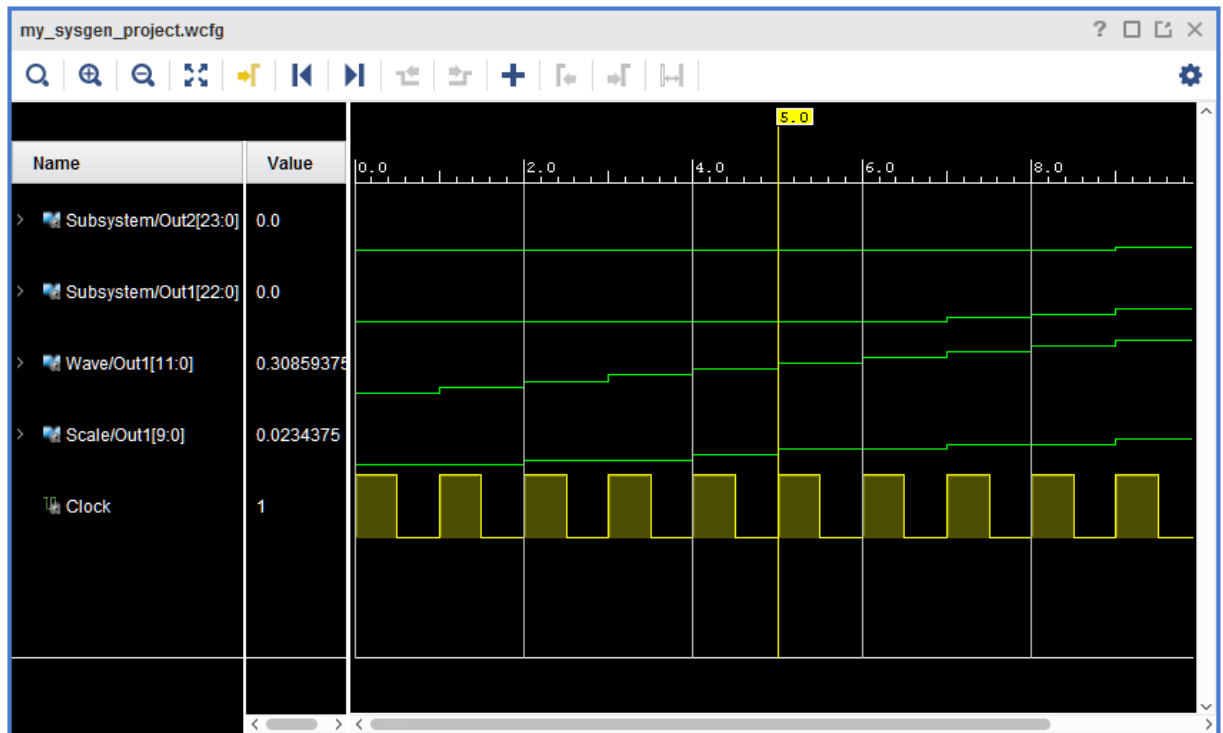 my_sysgen_project.wcfg
5.0
Name Value 0.0 2.0 4.0 6.0 8.0
Subsystem/Out2[23:0] 0.0
Subsystem/Out1[22:0] 0.0
Wave/Out1[11:0] 0.30859375
Scale/Out1[9:0] 0.0234375
Clock 1